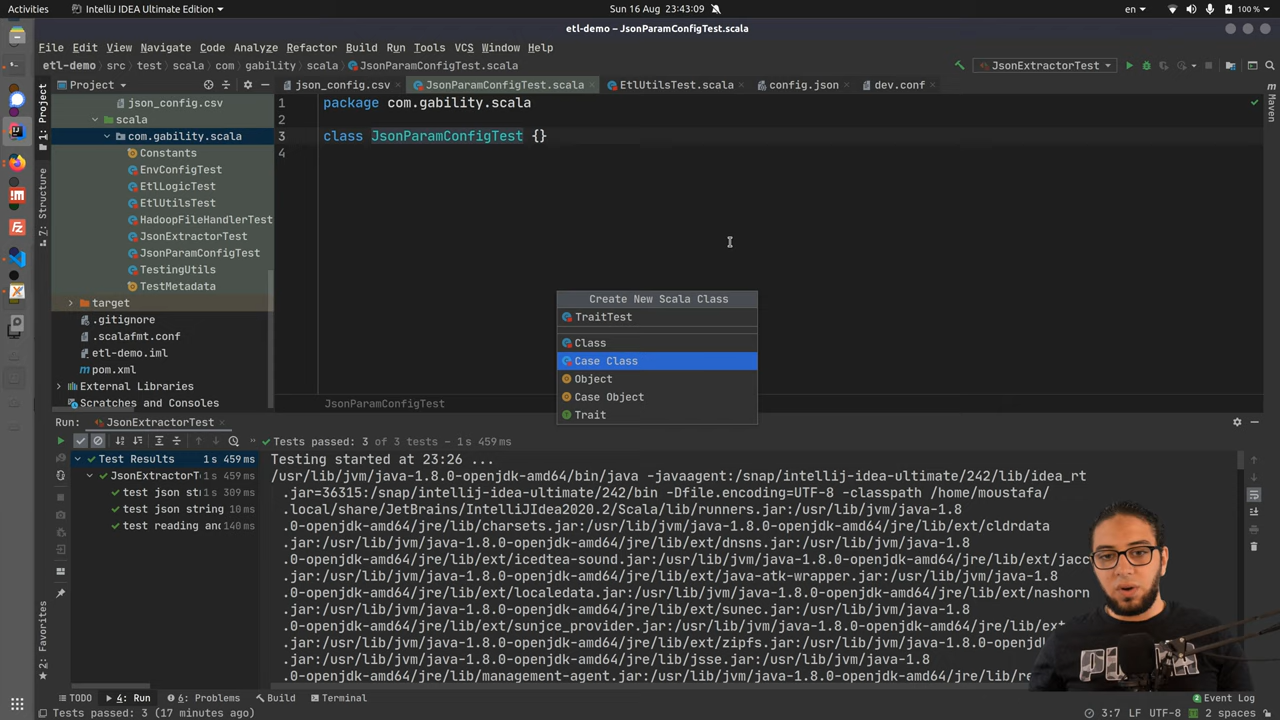 Activities
IntelliJ IDEA Ultimate Edition
Sun 16 Aug 23:43:09
en
100 %
etl-demo – JsonParamConfigTest.scala
File Edit View Navigate Code Analyze Refactor Build Run Tools VCS Window Help
etl-demo › src › test › scala › com › gability › scala › JsonParamConfigTest.scala
JsonExtractorTest
Project
json_config.csv
JsonParamConfigTest.scala
EtlUtilsTest.scala
config.json
dev.conf
1: Project
7: Structure
2: Favorites
Maven
json_config.csv
scala
com.gability.scala
Constants
EnvConfigTest
EtlLogicTest
EtlUtilsTest
HadoopFileHandlerTest
JsonExtractorTest
JsonParamConfigTest
TestingUtils
TestMetadata
target
.gitignore
.scalafmt.conf
etl-demo.iml
pom.xml
External Libraries
Scratches and Consoles
1 package com.gability.scala
2
3 class JsonParamConfigTest {}
4
JsonParamConfigTest
Create New Scala Class
TraitTest
Class
Case Class
Object
Case Object
Trait
Run: JsonExtractorTest
Tests passed: 3 of 3 tests – 1 s 459 ms
Test Results 1 s 459 ms
JsonExtractorT 1 s 459 ms
test json sti 1 s 309 ms
test json string 10 ms
test reading and 140 ms
Testing started at 23:26 ...
/usr/lib/jvm/java-1.8.0-openjdk-amd64/bin/java -javaagent:/snap/intellij-idea-ultimate/242/lib/idea_rt
.jar=36315:/snap/intellij-idea-ultimate/242/bin -Dfile.encoding=UTF-8 -classpath /home/moustafa/
.local/share/JetBrains/IntelliJIdea2020.2/Scala/lib/runners.jar:/usr/lib/jvm/java-1.8
.0-openjdk-amd64/jre/lib/charsets.jar:/usr/lib/jvm/java-1.8.0-openjdk-amd64/jre/lib/ext/cldrdata
.jar:/usr/lib/jvm/java-1.8.0-openjdk-amd64/jre/lib/ext/dnsns.jar:/usr/lib/jvm/java-1.8
.0-openjdk-amd64/jre/lib/ext/icedtea-sound.jar:/usr/lib/jvm/java-1.8.0-openjdk-amd64/jre/lib/ext/jacc
.jar:/usr/lib/jvm/java-1.8.0-openjdk-amd64/jre/lib/ext/java-atk-wrapper.jar:/usr/lib/jvm/java-1.8
.0-openjdk-amd64/jre/lib/ext/localedata.jar:/usr/lib/jvm/java-1.8.0-openjdk-amd64/jre/lib/ext/nashorn
.jar:/usr/lib/jvm/java-1.8.0-openjdk-amd64/jre/lib/ext/sunec.jar:/usr/lib/jvm/java-1.8
.0-openjdk-amd64/jre/lib/ext/sunjce_provider.jar:/usr/lib/jvm/java-1.8.0-openjdk-amd64/jre/lib/ext
.jar:/usr/lib/jvm/java-1.8.0-openjdk-amd64/jre/lib/ext/zipfs.jar:/usr/lib/jvm/java-1.8.0-openjdk
.jar:/usr/lib/jvm/java-1.8.0-openjdk-amd64/jre/lib/jsse.jar:/usr/lib/jvm/java-1.8
.0-openjdk-amd64/jre/lib/management-agent.jar:/usr/lib/jvm/java-1.8.0-openjdk-amd64/jre/lib/re
TODO
4: Run
6: Problems
Build
Terminal
Event Log
Tests passed: 3 (17 minutes ago)
3:7 LF UTF-8 2 spaces